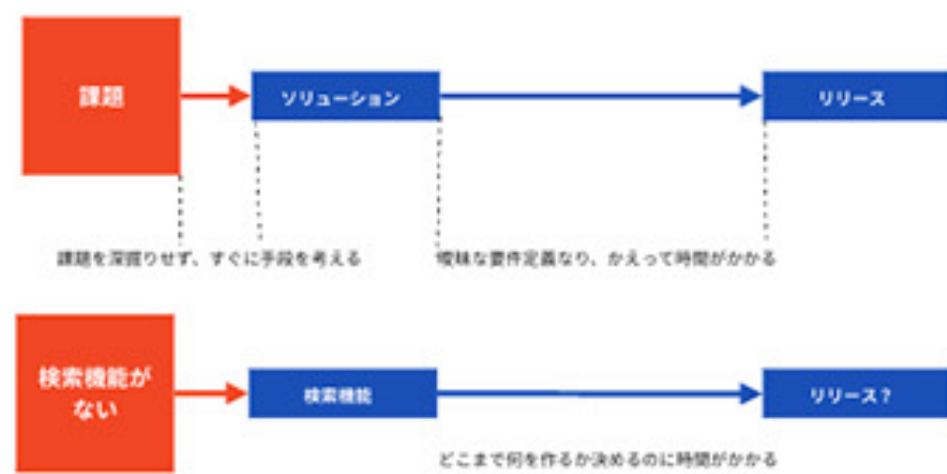 課題
ソリューション
リリース
課題を深掘りせず、すぐに手段を考える
曖昧な要件定義なり、かえって時間がかかる
検索機能が
ない
検索機能
リリース？
どこまで何を作るか決めるのに時間がかかる